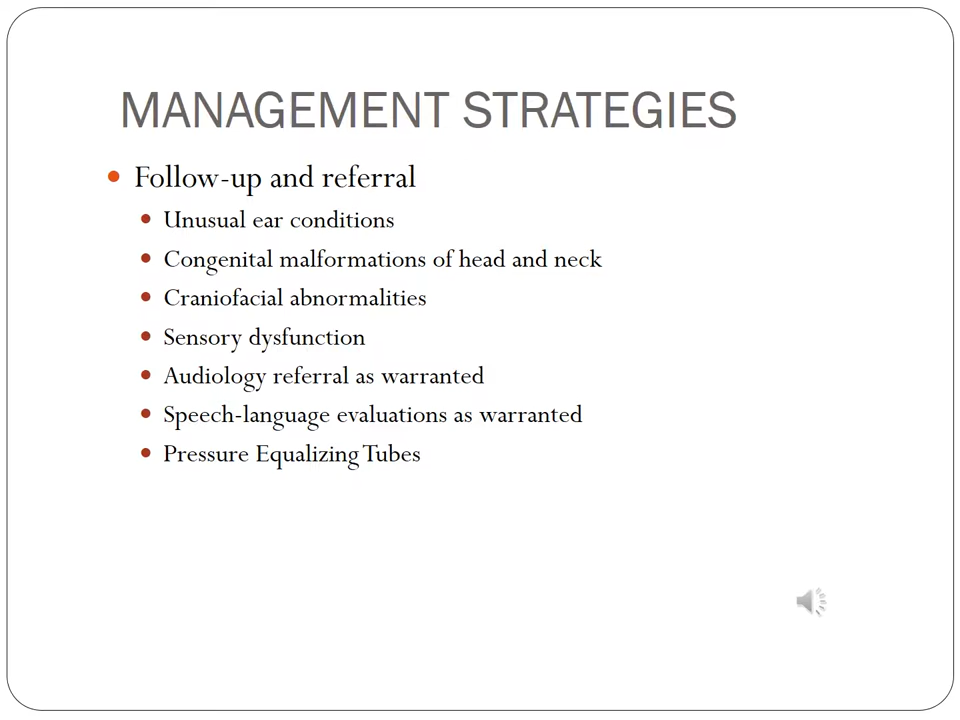 MANAGEMENT STRATEGIES
Follow-up and referral
Unusual ear conditions
Congenital malformations of head and neck
Craniofacial abnormalities
Sensory dysfunction
Audiology referral as warranted
Speech-language evaluations as warranted
Pressure Equalizing Tubes